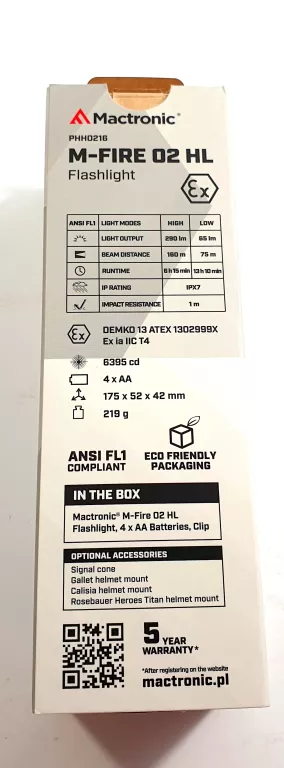 Mactronic®
PHH0216
M-FIRE 02 HL
Flashlight
Ex
ANSI FL1 LIGHT MODES HIGH LOW
LIGHT OUTPUT 290 lm 65 lm
BEAM DISTANCE 160 m 75 m
RUNTIME 6 h 15 min 13 h 10 min
IP RATING IPX7
IMPACT RESISTANCE 1 m
Ex DEMKO 13 ATEX 1302999X
Ex ia IIC T4
6395 cd
4 x AA
175 x 52 x 42 mm
219 g
ANSI FL1
COMPLIANT
ECO FRIENDLY
PACKAGING
IN THE BOX
Mactronic® M-Fire 02 HL
Flashlight, 4 x AA Batteries, Clip
OPTIONAL ACCESSORIES
Signal cone
Gallet helmet mount
Calisia helmet mount
Rosebauer Heroes Titan helmet mount
5 YEAR
WARRANTY*
*After registering on the website
mactronic.pl